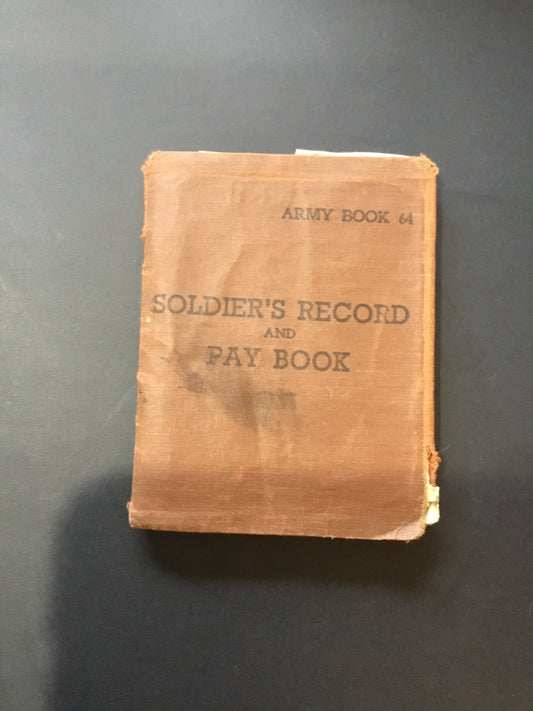 ARMY BOOK 64
SOLDIER'S RECORD
AND
PAY BOOK